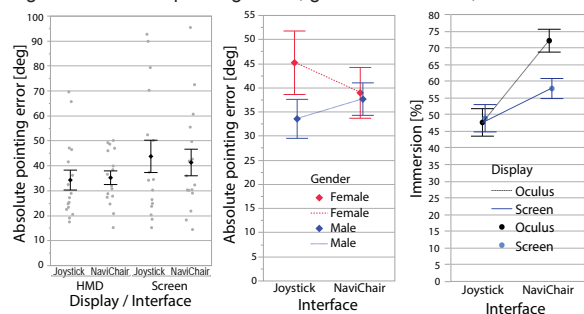 Absolute pointing error [deg]
100
90
80
70
60
50
40
30
20
10
0
Joystick NaviChair Joystick NaviChair
HMD Screen
Display / Interface
Absolute pointing error [deg]
55
50
45
40
35
30
25
20
15
10
5
0
Gender
Female
Female
Male
Male
Joystick NaviChair
Interface
Immersion [%]
80
75
70
65
60
55
50
45
40
35
30
25
20
15
10
5
0
Display
Oculus
Screen
Oculus
Screen
Joystick NaviChair
Interface